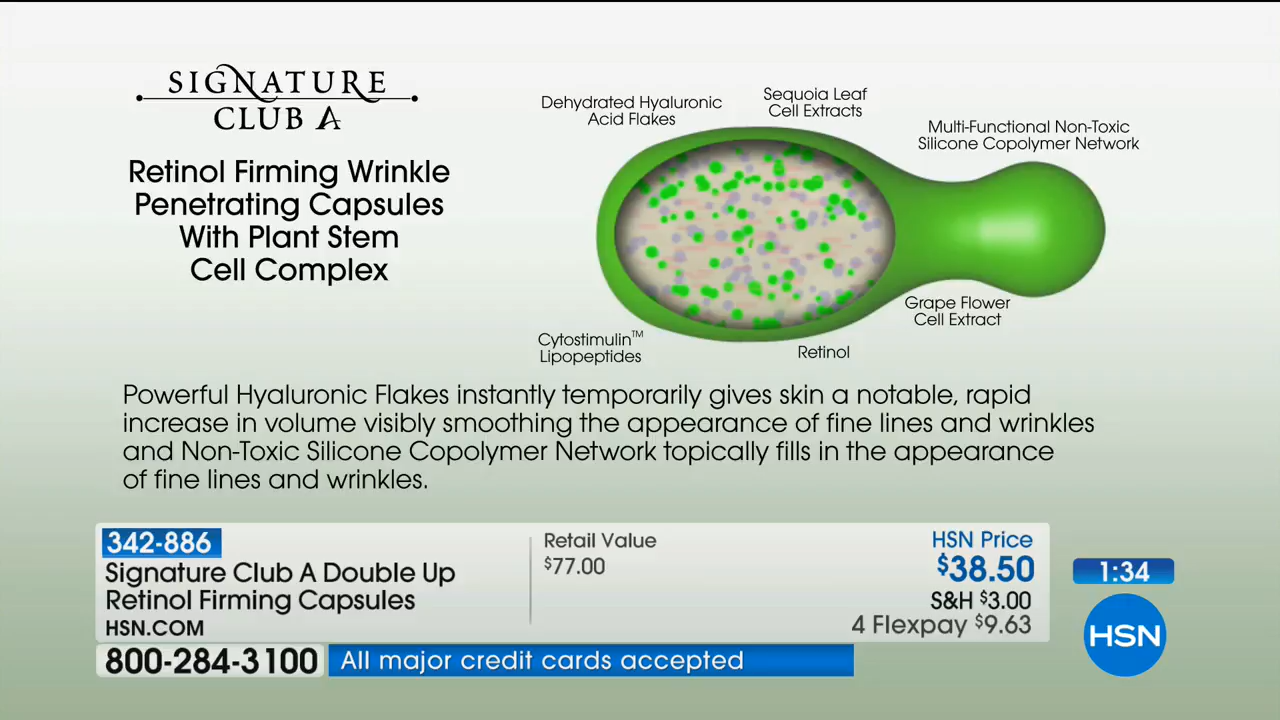 SIGNATURE
CLUB A
Retinol Firming Wrinkle
Penetrating Capsules
With Plant Stem
Cell Complex
Dehydrated Hyaluronic
Acid Flakes
Sequoia Leaf
Cell Extracts
Multi-Functional Non-Toxic
Silicone Copolymer Network
Grape Flower
Cell Extract
Cytostimulin™
Lipopeptides
Retinol
Powerful Hyaluronic Flakes instantly temporarily gives skin a notable, rapid
increase in volume visibly smoothing the appearance of fine lines and wrinkles
and Non-Toxic Silicone Copolymer Network topically fills in the appearance
of fine lines and wrinkles.
342-886
Signature Club A Double Up
Retinol Firming Capsules
HSN.COM
Retail Value
$77.00
HSN Price
$38.50
S&H $3.00
4 Flexpay $9.63
1:34
HSN
800-284-3100
All major credit cards accepted